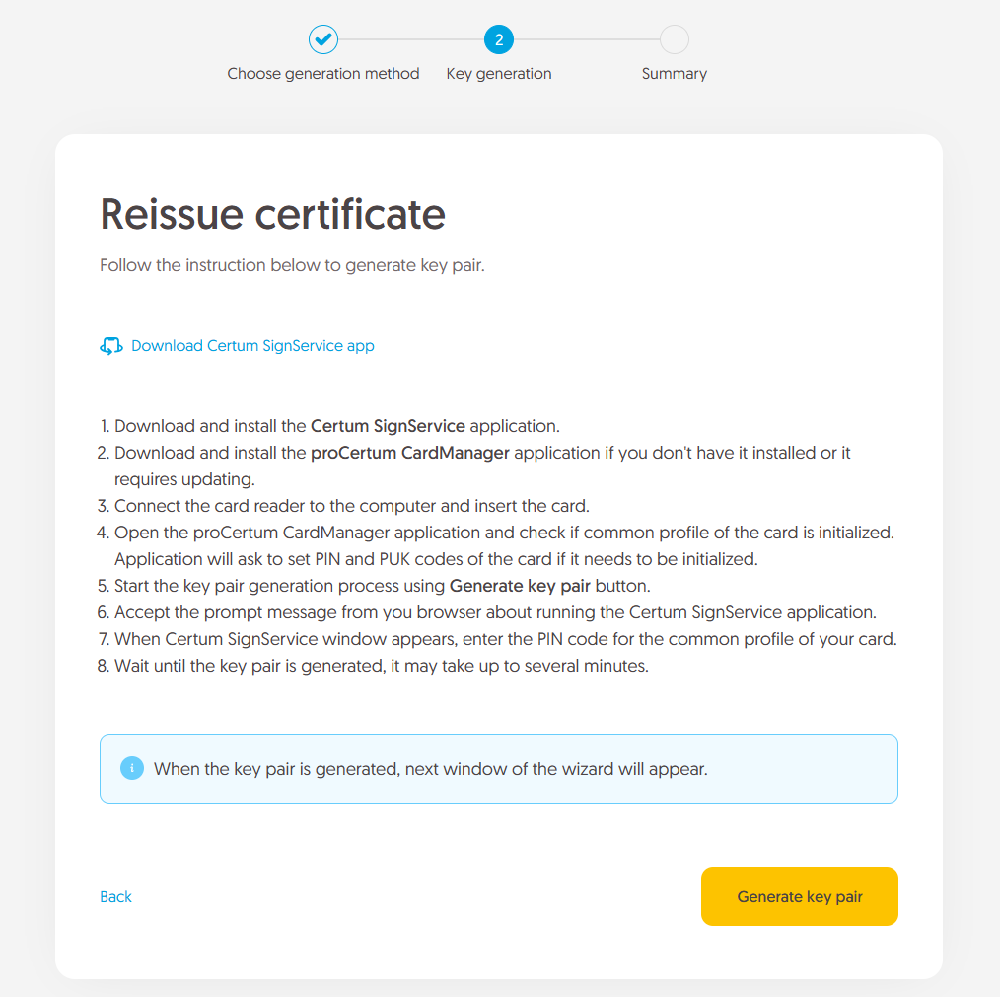 2
Choose generation method
Key generation
Summary
Reissue certificate
Follow the instruction below to generate key pair.
Download Certum SignService app
1. Download and install the Certum SignService application.
2. Download and install the proCertum CardManager application if you don't have it installed or it
requires updating.
3. Connect the card reader to the computer and insert the card.
4. Open the proCertum CardManager application and check if common profile of the card is initialized.
Application will ask to set PIN and PUK codes of the card if it needs to be initialized.
5. Start the key pair generation process using Generate key pair button.
6. Accept the prompt message from you browser about running the Certum SignService application.
7. When Certum SignService window appears, enter the PIN code for the common profile of your card.
8. Wait until the key pair is generated, it may take up to several minutes.
i When the key pair is generated, next window of the wizard will appear.
Back
Generate key pair